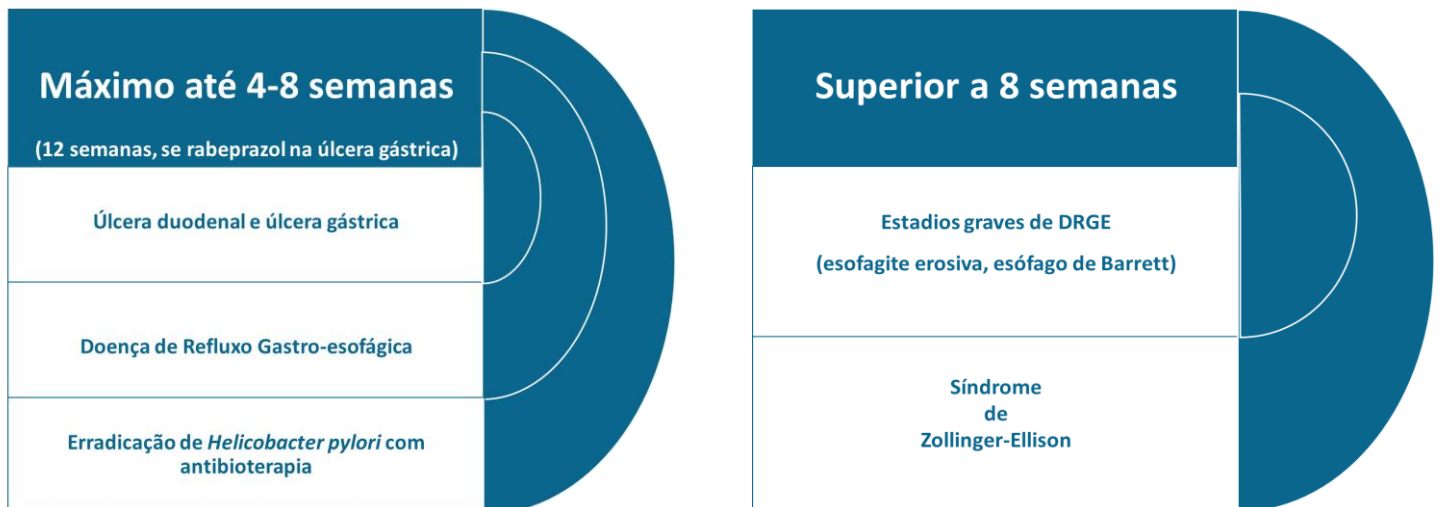 Máximo até 4-8 semanas
(12 semanas, se rabeprazol na úlcera gástrica)
Úlcera duodenal e úlcera gástrica
Doença de Refluxo Gastro-esofágica
Erradicação de Helicobacter pylori com
antibioterapia
Superior a 8 semanas
Estadios graves de DRGE
(esofagite erosiva, esófago de Barrett)
Síndrome
de
Zollinger-Ellison